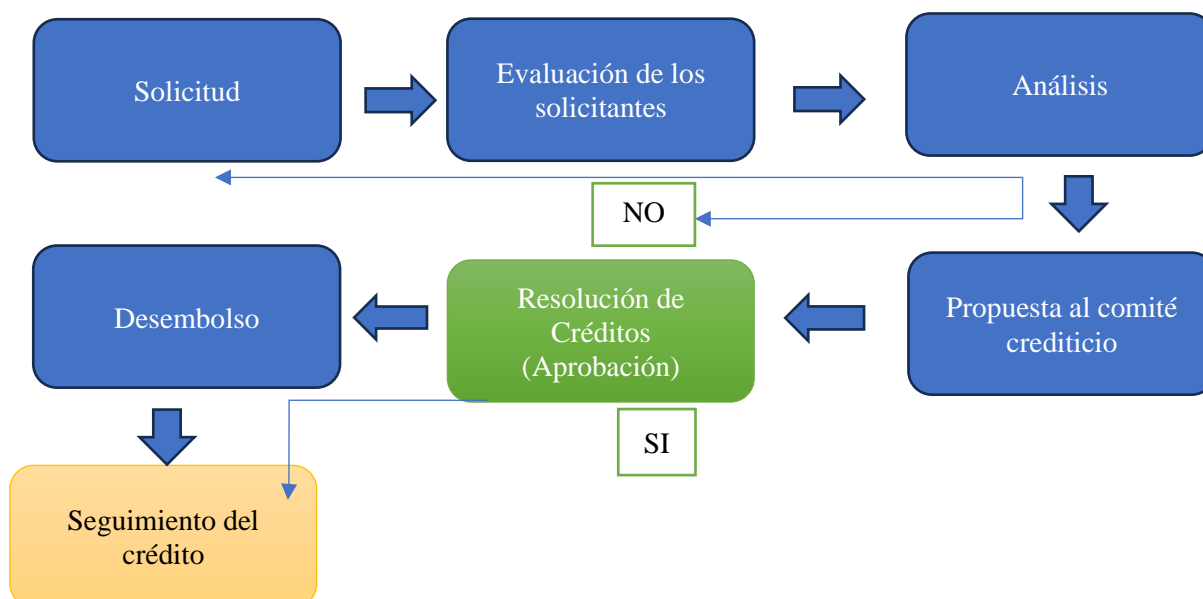 Solicitud
Evaluación de los
solicitantes
Análisis
NO
Desembolso
Resolución de
Créditos
(Aprobación)
Propuesta al comité
crediticio
SI
Seguimiento del
crédito